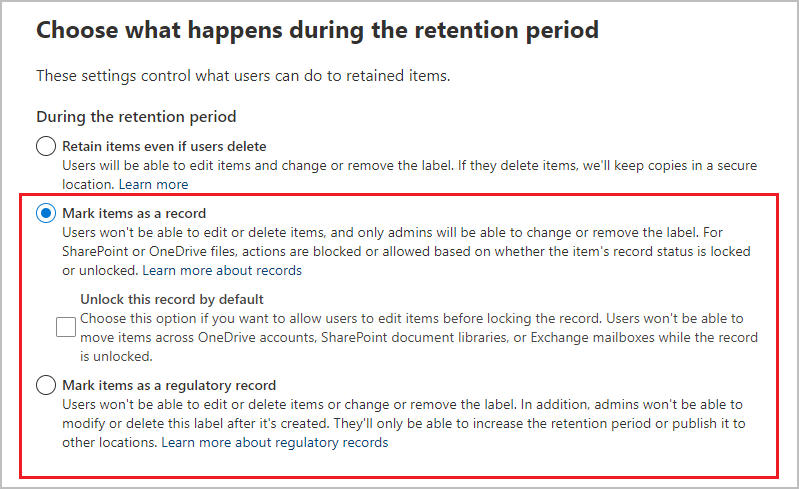 Choose what happens during the retention period
These settings control what users can do to retained items.
During the retention period
Retain items even if users delete
Users will be able to edit items and change or remove the label. If they delete items, we'll keep copies in a secure
location. Learn more
Mark items as a record
Users won't be able to edit or delete items, and only admins will be able to change or remove the label. For
SharePoint or OneDrive files, actions are blocked or allowed based on whether the item's record status is locked
or unlocked. Learn more about records
Unlock this record by default
Choose this option if you want to allow users to edit items before locking the record. Users won't be able to
move items across OneDrive accounts, SharePoint document libraries, or Exchange mailboxes while the record
is unlocked.
Mark items as a regulatory record
Users won't be able to edit or delete items or change or remove the label. In addition, admins won't be able to
modify or delete this label after it's created. They'll only be able to increase the retention period or publish it to
other locations. Learn more about regulatory records